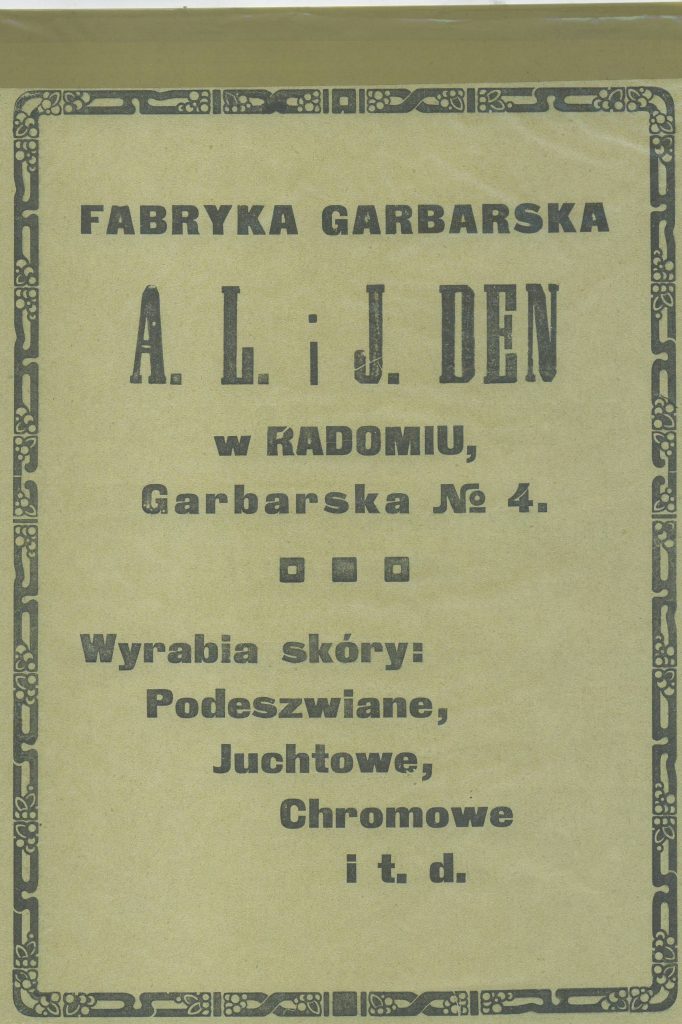 FABRYKA GARBARSKA
A. L. i J. DEN
w RADOMIU,
Garbarska № 4.
Wyrabia skóry:
Podeszwiane,
Juchtowe,
Chromowe
i t. d.